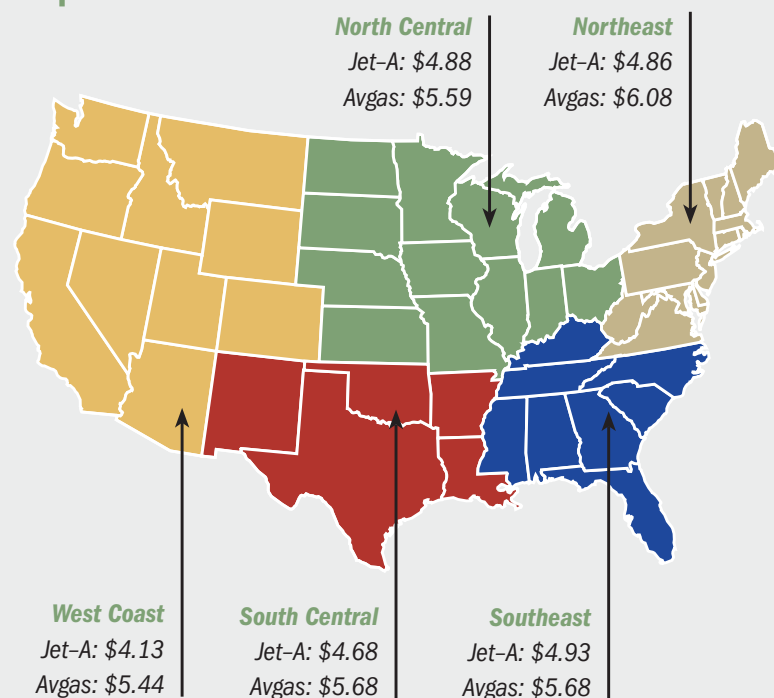 North Central
Jet–A: $4.88
Avgas: $5.59
Northeast
Jet–A: $4.86
Avgas: $6.08
West Coast
Jet–A: $4.13
Avgas: $5.44
South Central
Jet–A: $4.68
Avgas: $5.68
Southeast
Jet–A: $4.93
Avgas: $5.68